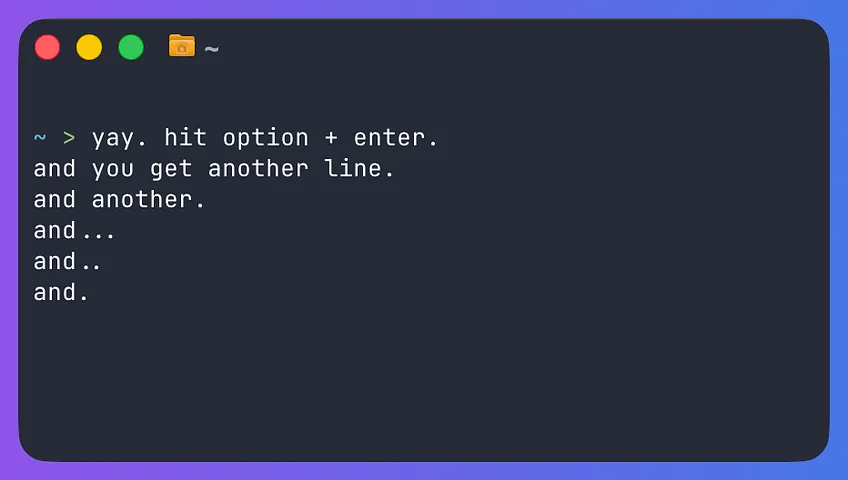 ~
~ > yay. hit option + enter.
and you get another line.
and another.
and...
and..
and.